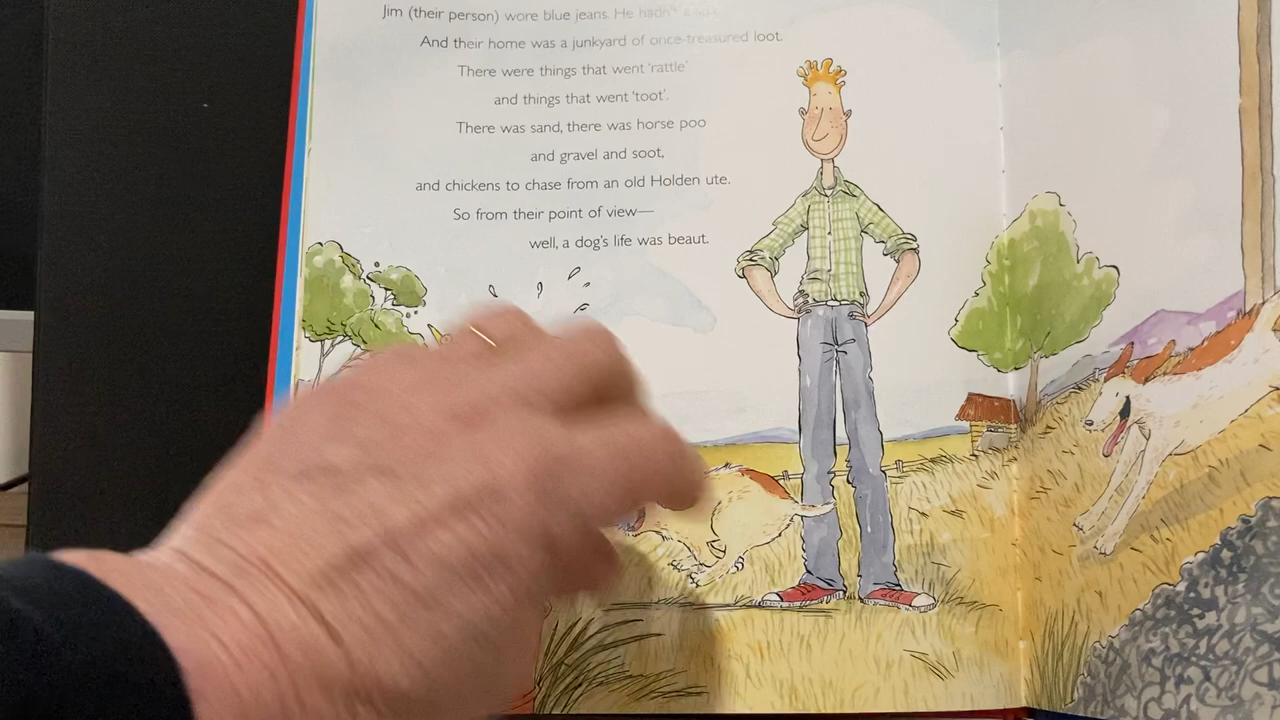 Jim (their person) wore blue jeans. He hadn't
And their home was a junkyard of once-treasured loot.
There were things that went 'rattle'
and things that went 'toot'.
There was sand, there was horse poo
and gravel and soot,
and chickens to chase from an old Holden ute.
So from their point of view—
well, a dog's life was beaut.